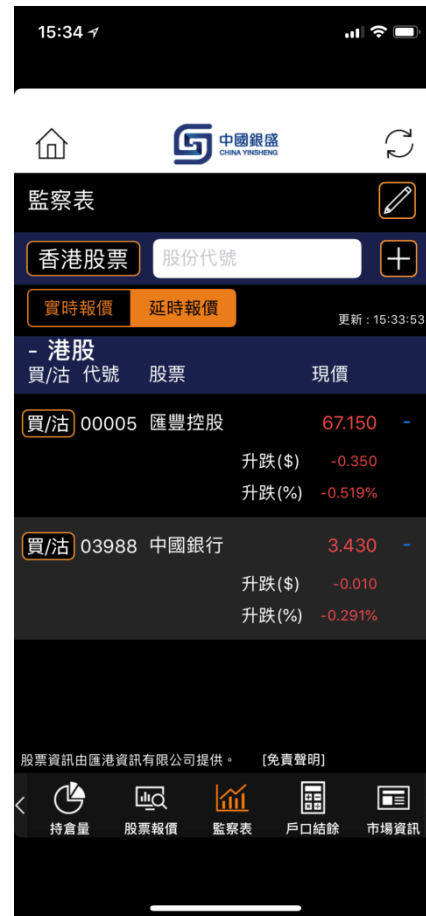 15:34
中國銀盛
CHINA YINSHENG
監察表
香港股票 股份代號
實時報價 延時報價 更新 : 15:33:53
- 港股
買/沽 代號 股票 現價
買/沽 00005 匯豐控股 67.150 -
升跌($) -0.350
升跌(%) -0.519%
買/沽 03988 中國銀行 3.430 -
升跌($) -0.010
升跌(%) -0.291%
股票資訊由匯港資訊有限公司提供。 [免責聲明]
持倉量 股票報價 監察表 戶口結餘 市場資訊